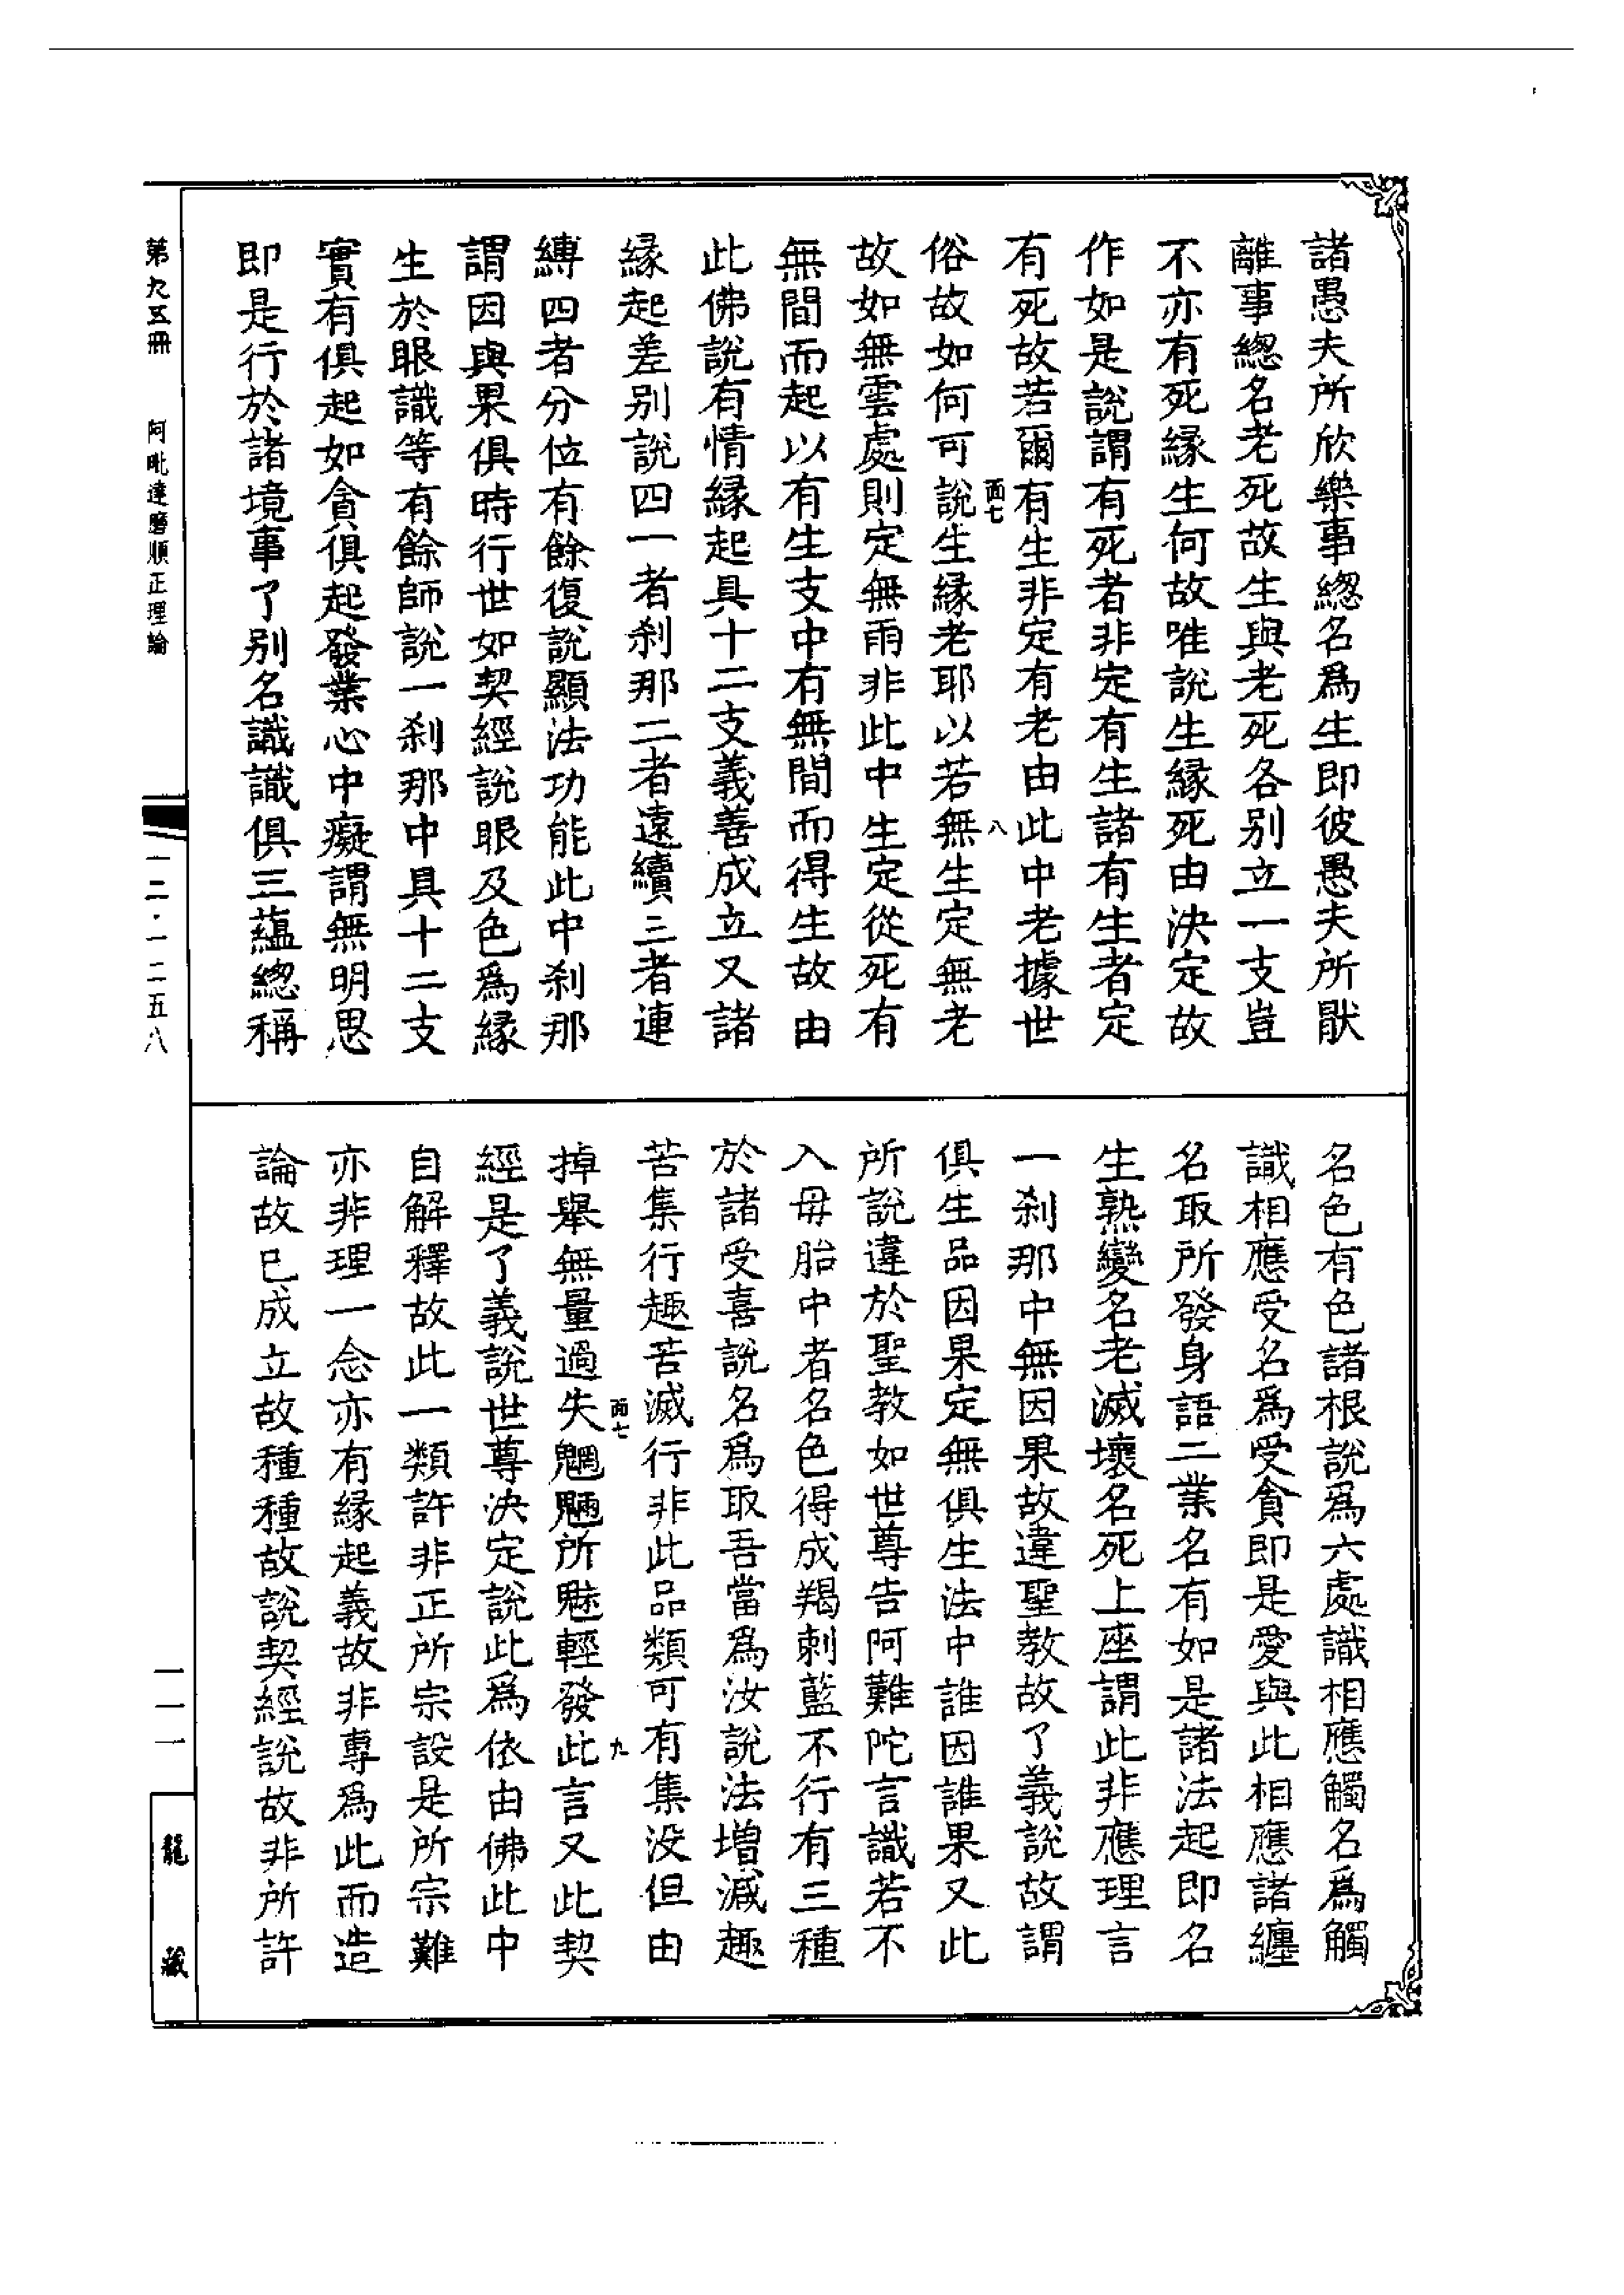 諸愚夫所欣樂事緫名爲生即彼愚夫所猒
離事緫名老死故生與老死各別立一支豈
不亦有死緣生何故唯說生緣死由決定故
作如是說謂有死者非定有生諸有生者定
有死故若爾有生非定有老由此中老據世
面七
八
俗故如何可說生緣老耶以若無生定無老
故如無雲處則定無雨非此中生定從死有
無間而起以有生支中有無間而得生故由
此佛說有情緣起具十二支義善成立又諸
緣起差別說四一者剎那二者遠續三者連
縛四者分位有餘復說顯法功能此中剎那
謂因與果俱時行世如契經說眼及色爲緣
生於眼識等有餘師說一剎那中具十二支
實有俱起如貪俱起發業心中癡謂無明思
即是行於諸境事了別名識識俱三蘊緫稱
名色有色諸根說爲六處識相應觸名爲觸
識相應受名爲受貪即是愛與此相應諸纏
名取所發身語二業名有如是諸法起即名
生熟變名老滅壞名死上座謂此非應理言
一剎那中無因果故違聖教故了義說故謂
俱生品因果定無俱生法中誰因誰果又此
所說違於聖教如世尊告阿難陀言識若不
入母胎中者名色得成羯剌藍不行有三種
於諸受喜說名爲取吾當爲汝說法增減趣
苦集行趣苦滅行非此品類可有集沒但由
面七
九
掉舉無量過失魍魎所魅輕發此言又此契
經是了義說世尊決定說此爲依由佛此中
自解釋故此一類許非正所宗設是所宗難
亦非理一念亦有緣起義故非專爲此而造
論故已成立故種種故說契經說故非所許
第九五冊
阿毗達磨順正理論
一二·一二五八
一一一
龍藏